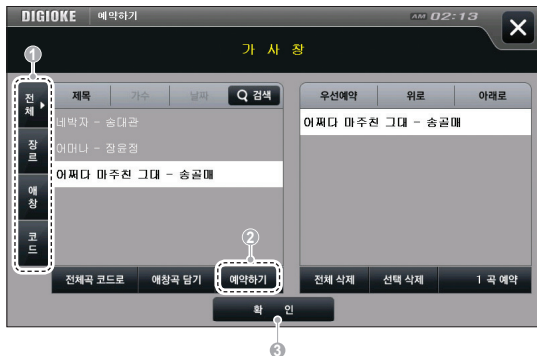 DIGIOKE 예약하기 AM 02:13
가 사 창
1
전체
장르
애창
코드
제목 가수 날짜 검색
네박자 - 송대관
어머나 - 장윤정
어쩌다 마주친 그대 - 송골매
2
전체곡 코드로 애창곡 담기 예약하기
우선예약 위로 아래로
어쩌다 마주친 그대 - 송골매
전체 삭제 선택 삭제 1 곡 예약
확 인
3